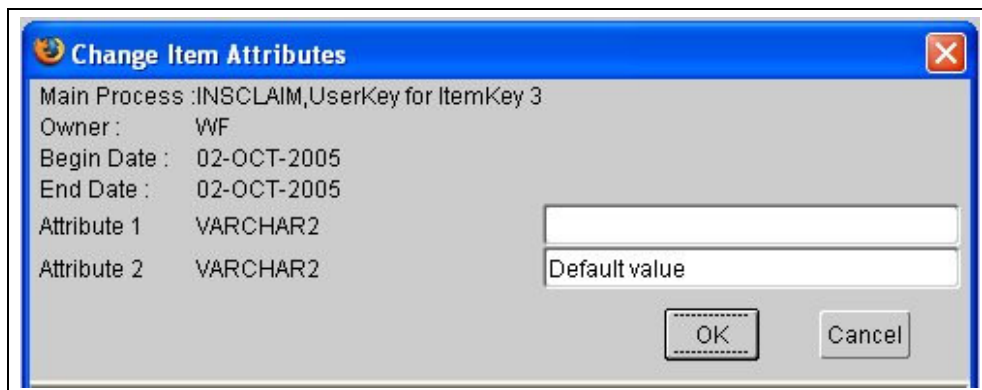 Change Item Attributes
Main Process :INSCLAIM,UserKey for ItemKey 3
Owner : WF
Begin Date : 02-OCT-2005
End Date : 02-OCT-2005
Attribute 1 VARCHAR2
Attribute 2 VARCHAR2 Default value
OK Cancel